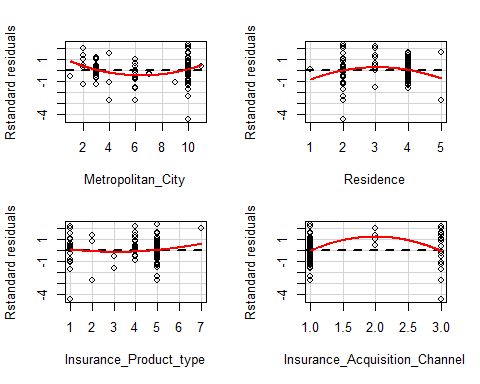 Rstandard residuals
1
-1
-4
2 4 6 8 10
Metropolitan_City
Rstandard residuals
1
-1
-4
1 2 3 4 5
Residence
Rstandard residuals
1
-1
-4
1 2 3 4 5 6 7
Insurance_Product_type
Rstandard residuals
1
-1
-4
1.0 1.5 2.0 2.5 3.0
Insurance_Acquisition_Channel